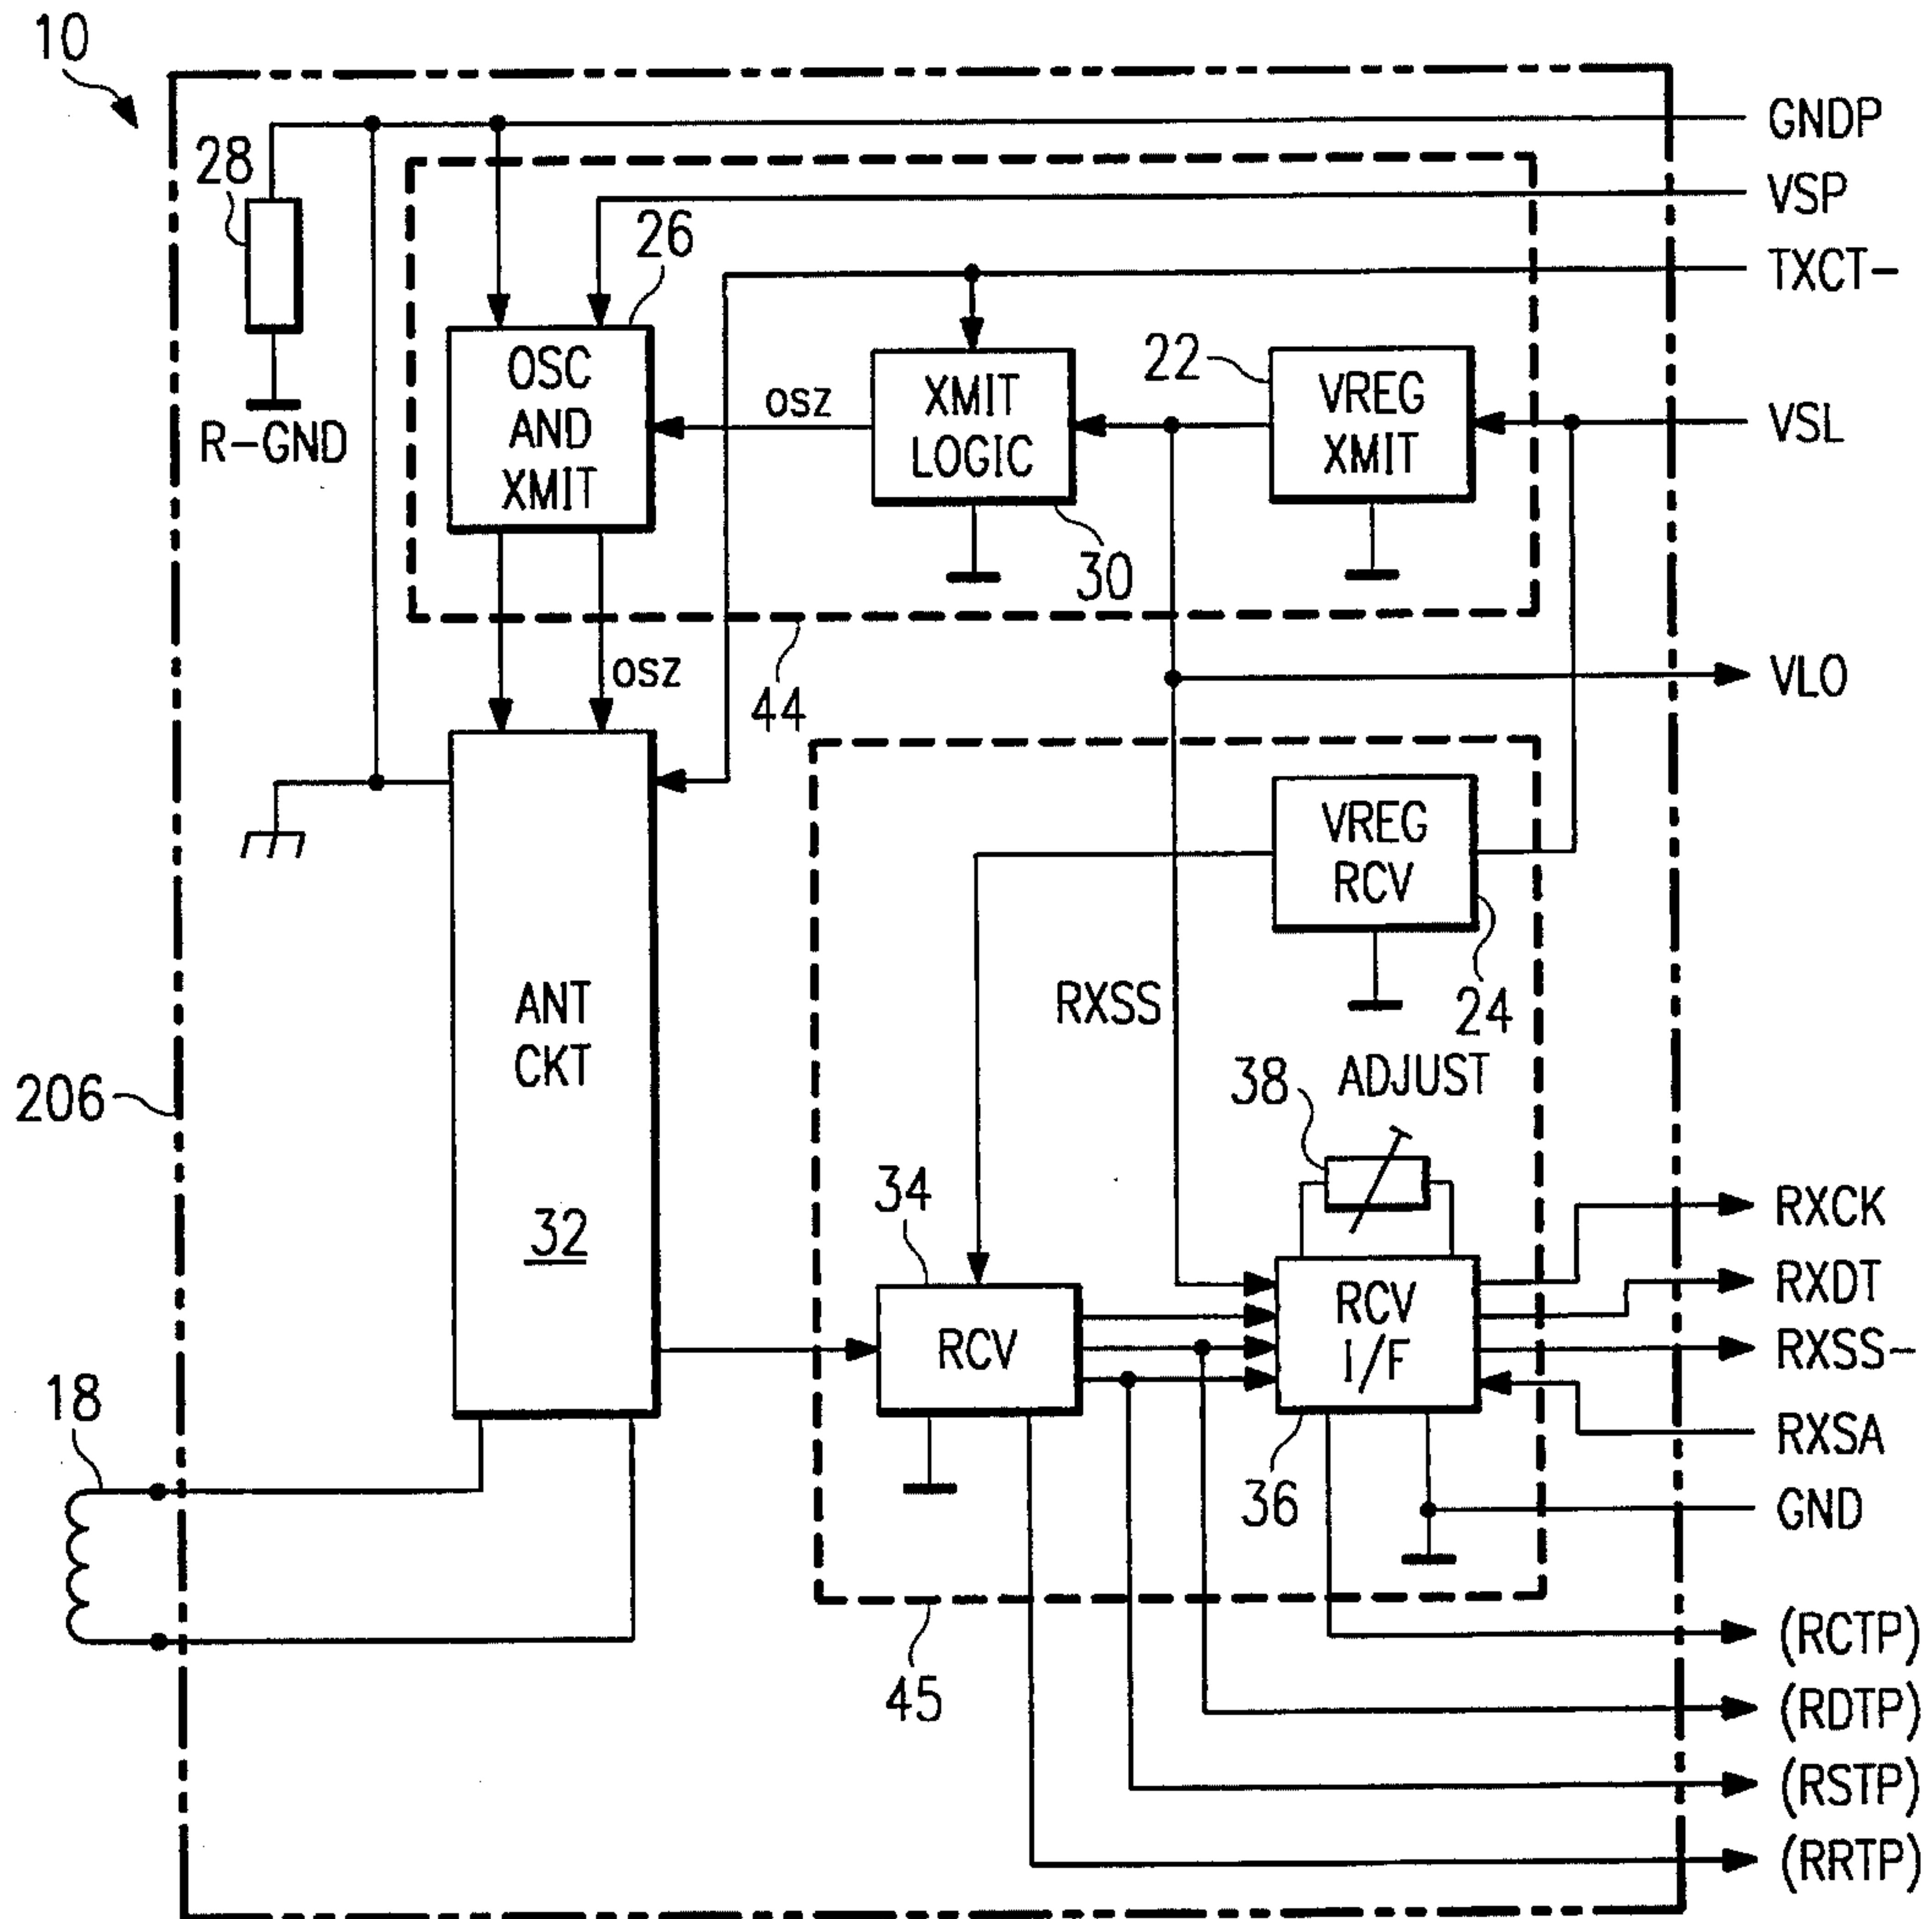 10
GNDP
28
VSP
26
TXCT-
OSC
AND
XMIT
osz
XMIT
LOGIC
22
VREG
XMIT
VSL
R-GND
30
osz
44
VLO
VREG
RCV
ANT
CKT
RXSS
24
206
38
ADJUST
34
32
RXCK
RCV
RCV
I/F
RXDT
RXSS-
18
RXSA
36
GND
45
(RCTP)
(RDTP)
(RSTP)
(RRTP)